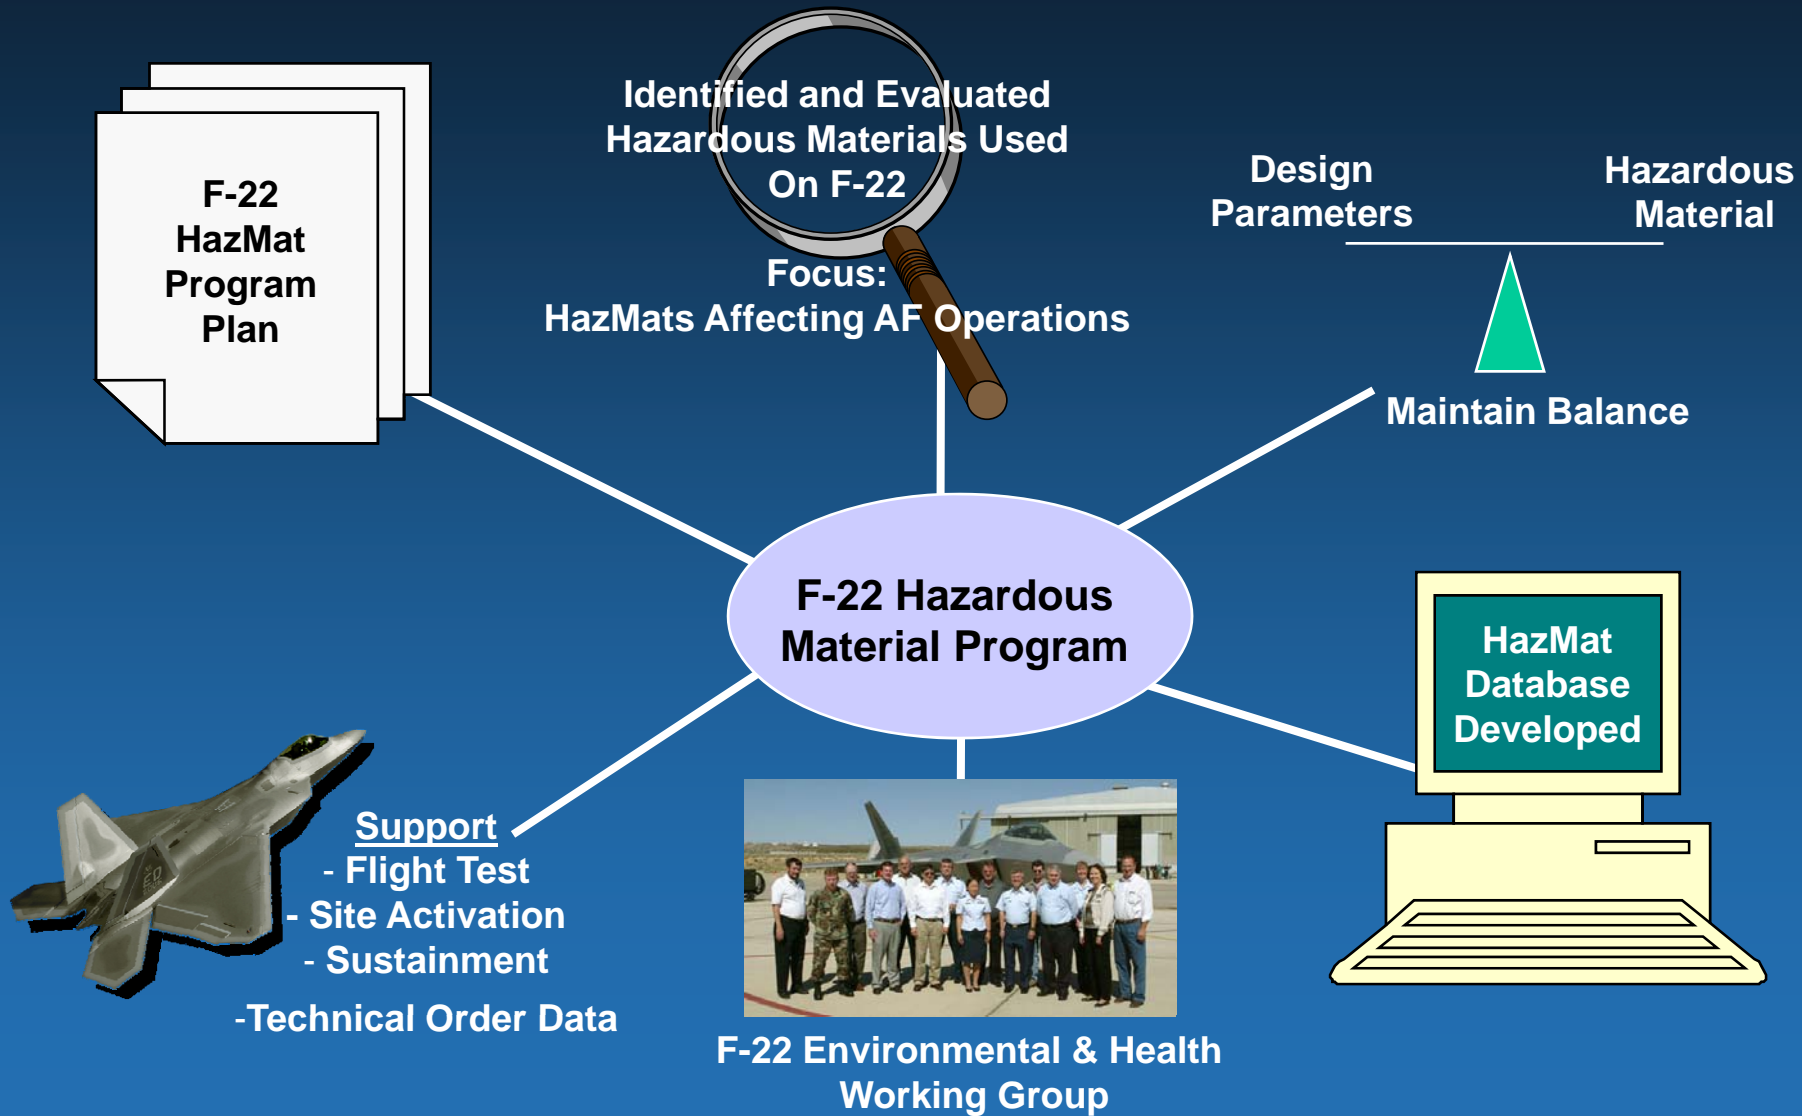 F-22
HazMat
Program
Plan
Identified and Evaluated
Hazardous Materials Used
On F-22
Focus:
HazMats Affecting AF Operations
Design
Parameters
Hazardous
Material
Maintain Balance
F-22 Hazardous
Material Program
HazMat
Database
Developed
Support
- Flight Test
- Site Activation
- Sustainment
-Technical Order Data
F-22 Environmental & Health
Working Group